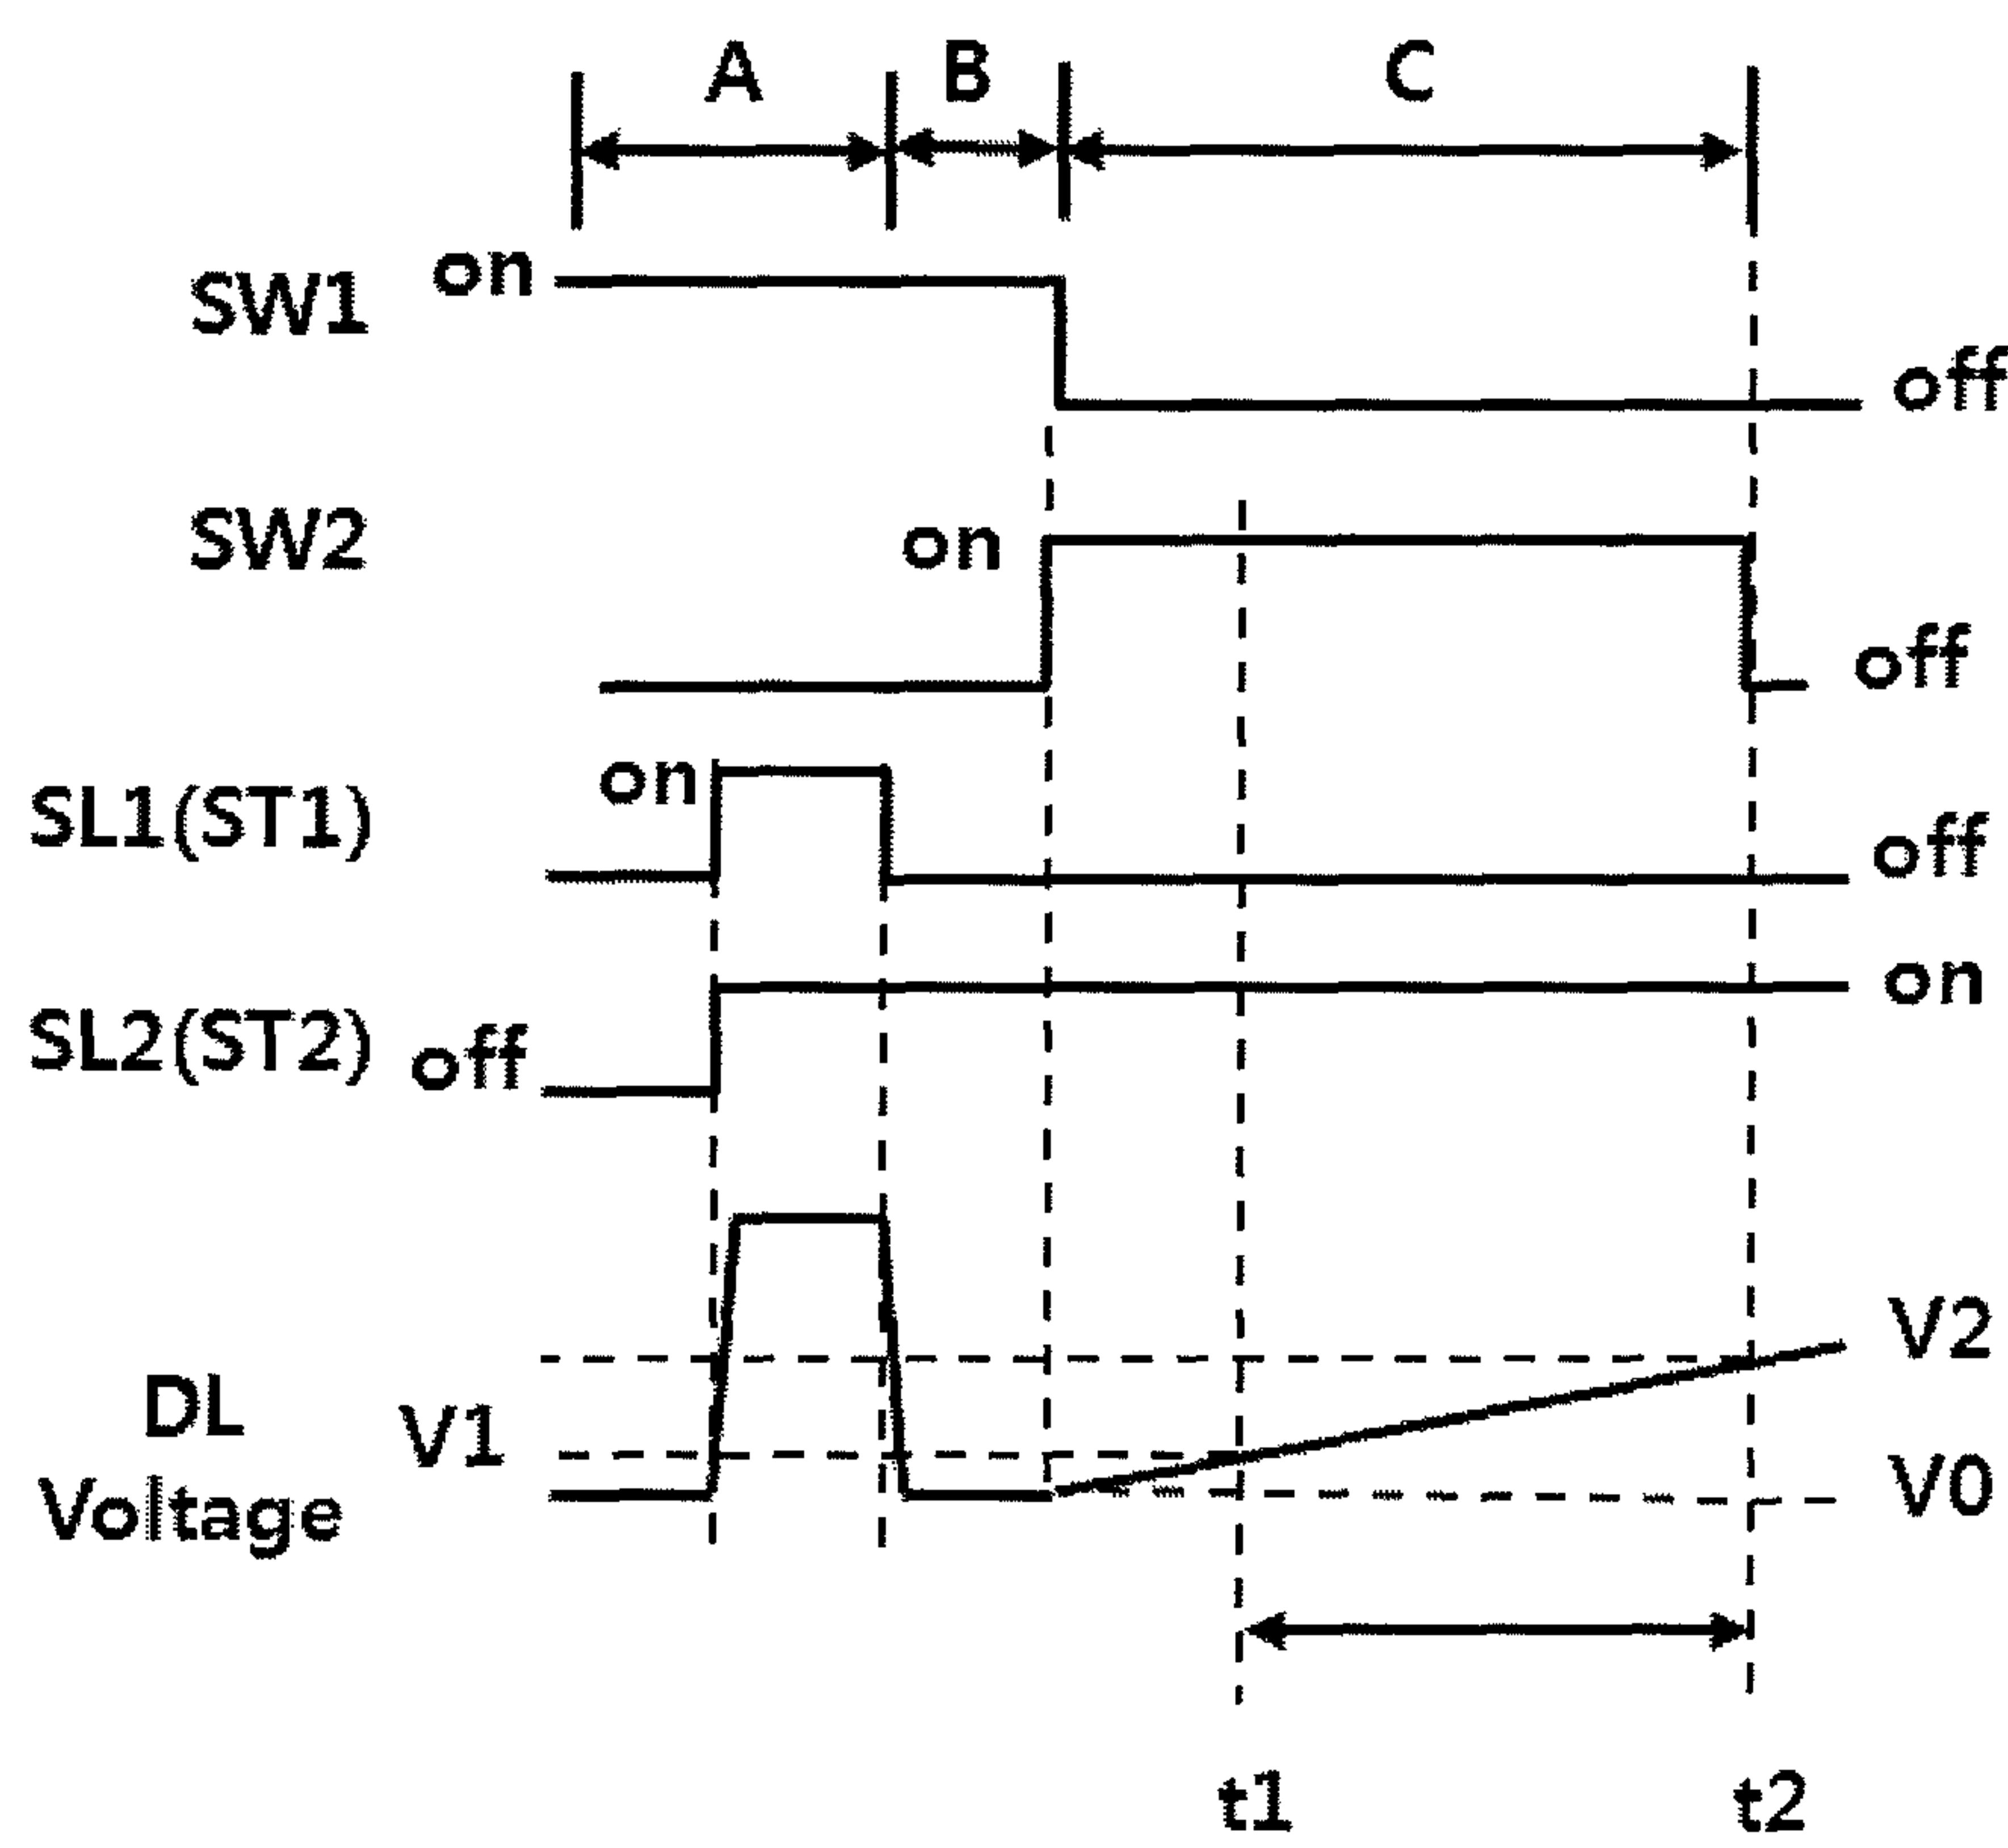 A B C
SW1 on off
SW2 on off
SL1(ST1) on off
SL2(ST2) off on
V2
DL V1
Voltage V0
t1 t2